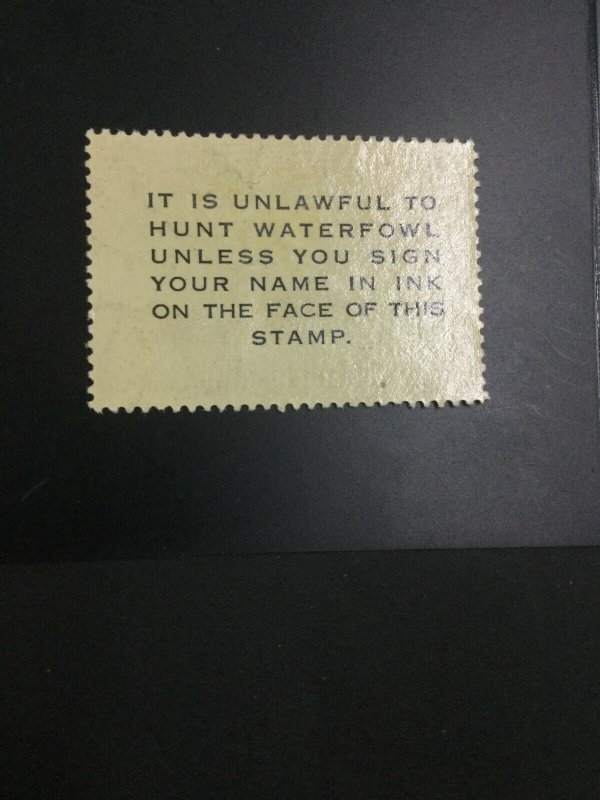 IT IS UNLAWFUL TO
HUNT WATERFOWL
UNLESS YOU SIGN
YOUR NAME IN INK
ON THE FACE OF THIS
STAMP.